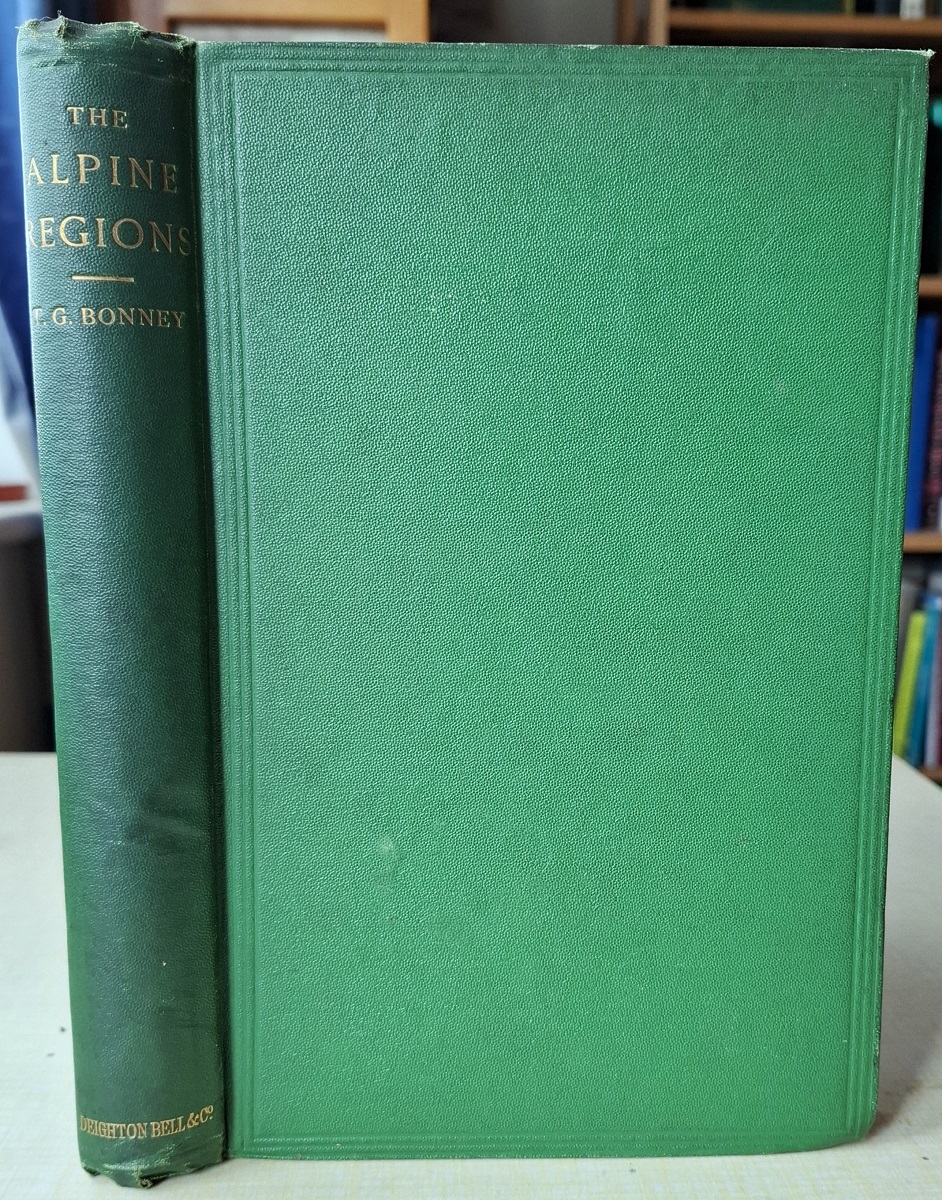 THE
ALPINE
REGIONS
T. G. BONNEY
DEIGHTON BELL & Cº